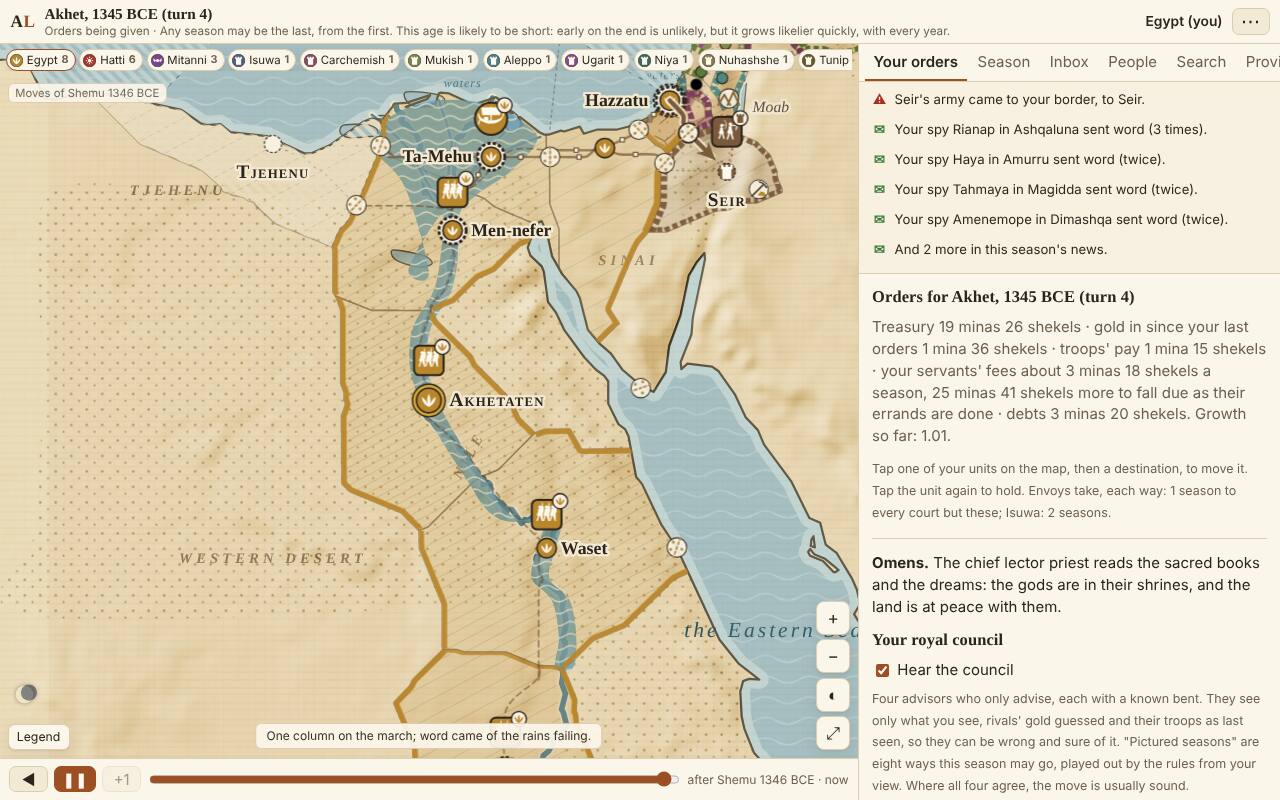 AL
Akhet, 1345 BCE (turn 4)
Orders being given · Any season may be the last, from the first. This age is likely to be short: early on the end is unlikely, but it grows likelier quickly, with every year.
Egypt (you)
Egypt 8
Hatti 6
Mitanni 3
Isuwa 1
Carchemish 1
Mukish 1
Aleppo 1
Ugarit 1
Niya 1
Nuhashshe 1
Tunip
Moves of Shemu 1346 BCE
waters
Hazzatu
Moab
Ta-Mehu
TJEHENU
TJEHENU
SEIR
Men-nefer
SINAI
AKHETATEN
Waset
WESTERN DESERT
the Eastern Sea
Legend
One column on the march; word came of the rains failing.
+
−
+1
after Shemu 1346 BCE · now
Your orders
Season
Inbox
People
Search
Provi
Seir's army came to your border, to Seir.
Your spy Rianap in Ashqaluna sent word (3 times).
Your spy Haya in Amurru sent word (twice).
Your spy Tahmaya in Magidda sent word (twice).
Your spy Amenemope in Dimashqa sent word (twice).
And 2 more in this season's news.
Orders for Akhet, 1345 BCE (turn 4)
Treasury 19 minas 26 shekels · gold in since your last
orders 1 mina 36 shekels · troops' pay 1 mina 15 shekels
· your servants' fees about 3 minas 18 shekels a
season, 25 minas 41 shekels more to fall due as their
errands are done · debts 3 minas 20 shekels. Growth
so far: 1.01.
Tap one of your units on the map, then a destination, to move it.
Tap the unit again to hold. Envoys take, each way: 1 season to
every court but these; Isuwa: 2 seasons.
Omens. The chief lector priest reads the sacred books
and the dreams: the gods are in their shrines, and the
land is at peace with them.
Your royal council
Hear the council
Four advisors who only advise, each with a known bent. They see
only what you see, rivals' gold guessed and their troops as last
seen, so they can be wrong and sure of it. "Pictured seasons" are
eight ways this season may go, played out by the rules from your
view. Where all four agree, the move is usually sound.